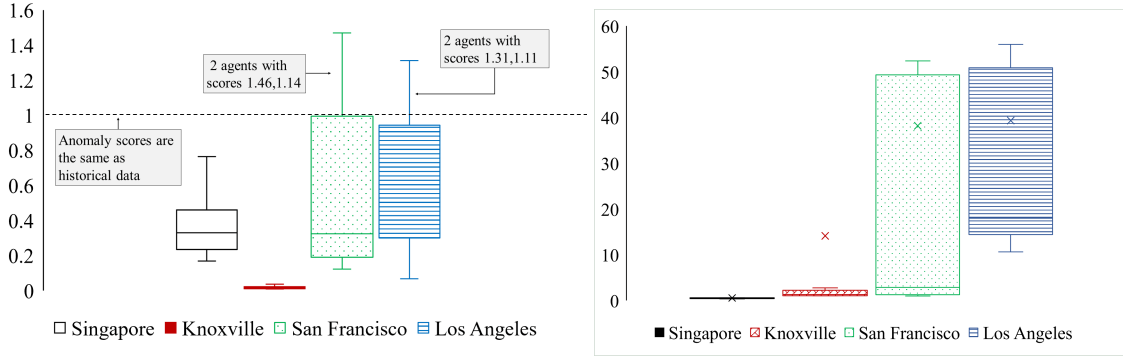 1.6
1.4
1.2
1
0.8
0.6
0.4
0.2
0
2 agents with
scores 1.46,1.14
2 agents with
scores 1.31,1.11
Anomaly scores are
the same as
historical data
Singapore Knoxville San Francisco Los Angeles
60
50
40
30
20
10
0
Singapore Knoxville San Francisco Los Angeles